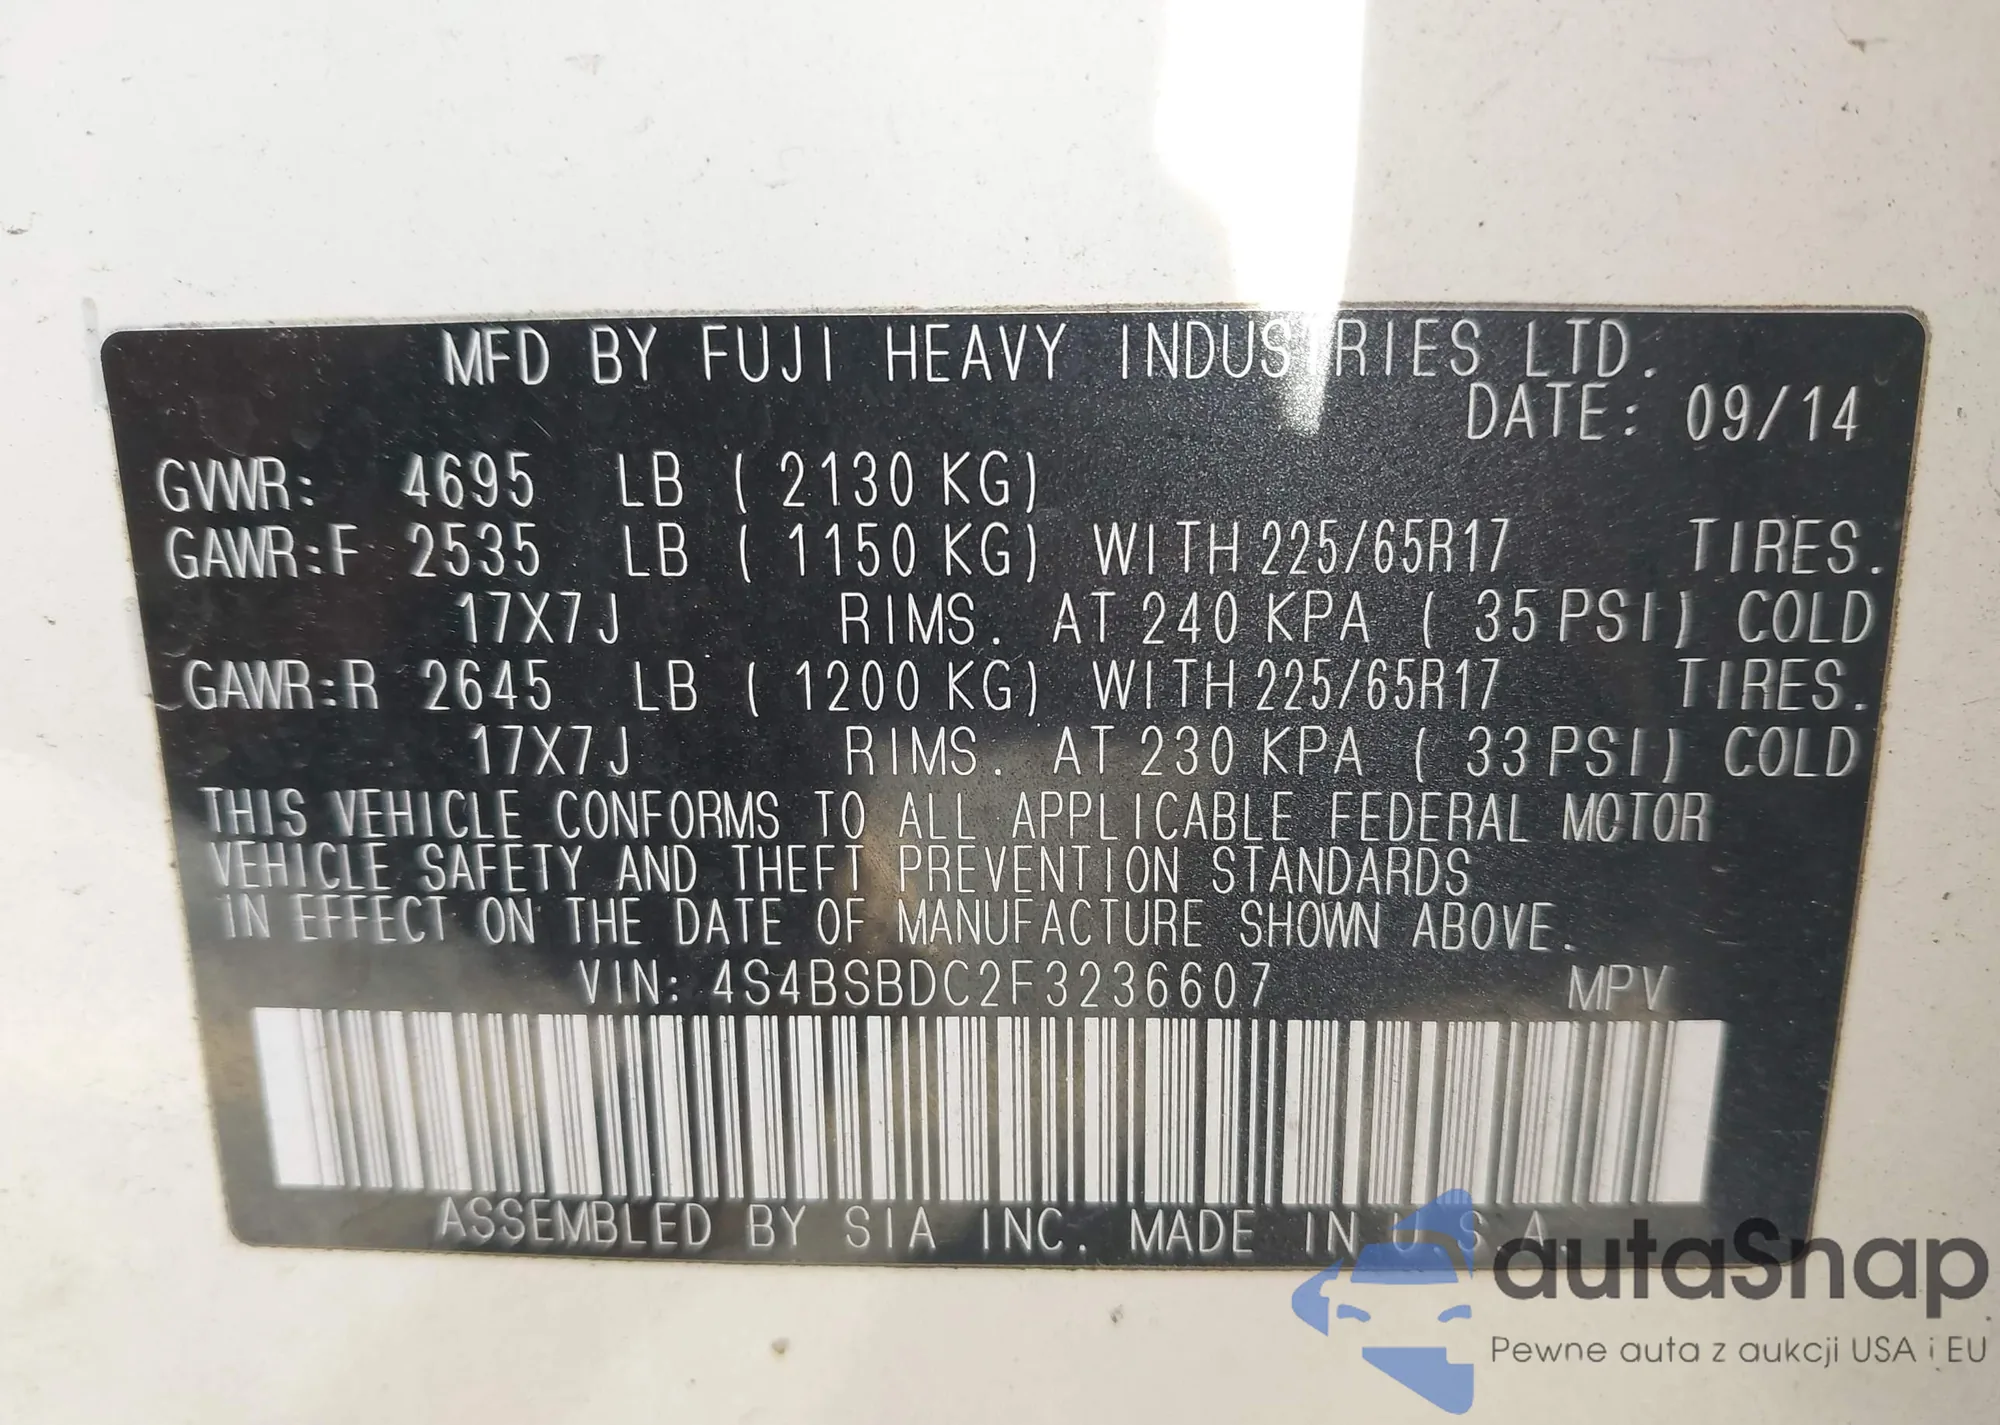 MFD BY FUJI HEAVY INDUSTRIES LTD.
DATE: 09/14
GVWR: 4695 LB ( 2130 KG)
GAWR:F 2535 LB ( 1150 KG) WITH 225/65R17 TIRES.
17X7J RIMS. AT 240 KPA ( 35 PSI) COLD
GAWR:R 2645 LB ( 1200 KG) WITH 225/65R17 TIRES.
17X7J RIMS. AT 230 KPA ( 33 PSI) COLD
THIS VEHICLE CONFORMS TO ALL APPLICABLE FEDERAL MOTOR
VEHICLE SAFETY AND THEFT PREVENTION STANDARDS
IN EFFECT ON THE DATE OF MANUFACTURE SHOWN ABOVE.
VIN: 4S4BSBDC2F3236607 MPV
ASSEMBLED BY SIA INC. MADE IN U.S.A.
autaSnap
Pewne auta z aukcji USA i EU